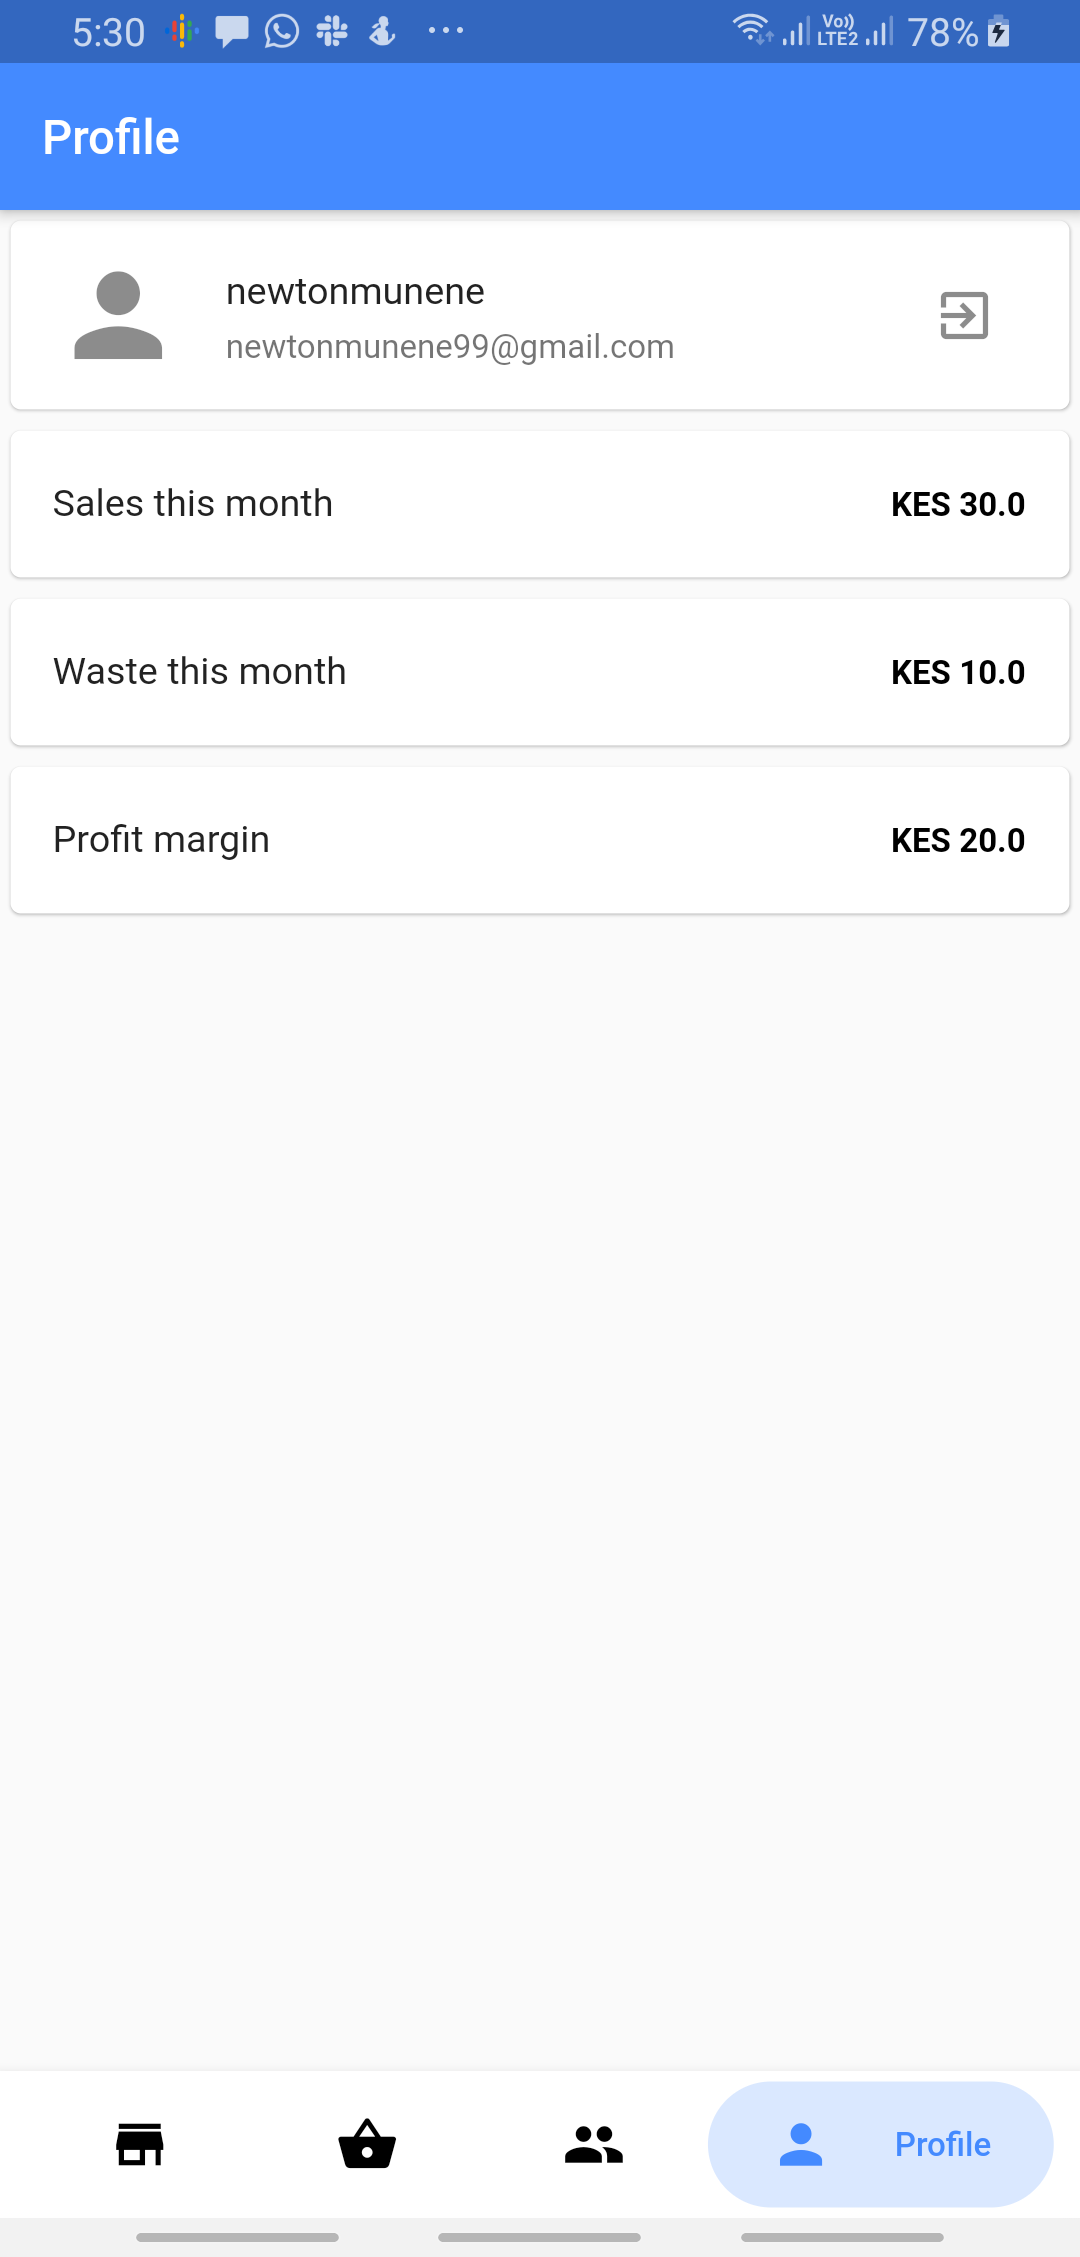 5:30
Vo)) LTE2
78%
Profile
newtonmunene
newtonmunene99@gmail.com
Sales this month
KES 30.0
Waste this month
KES 10.0
Profit margin
KES 20.0
Profile